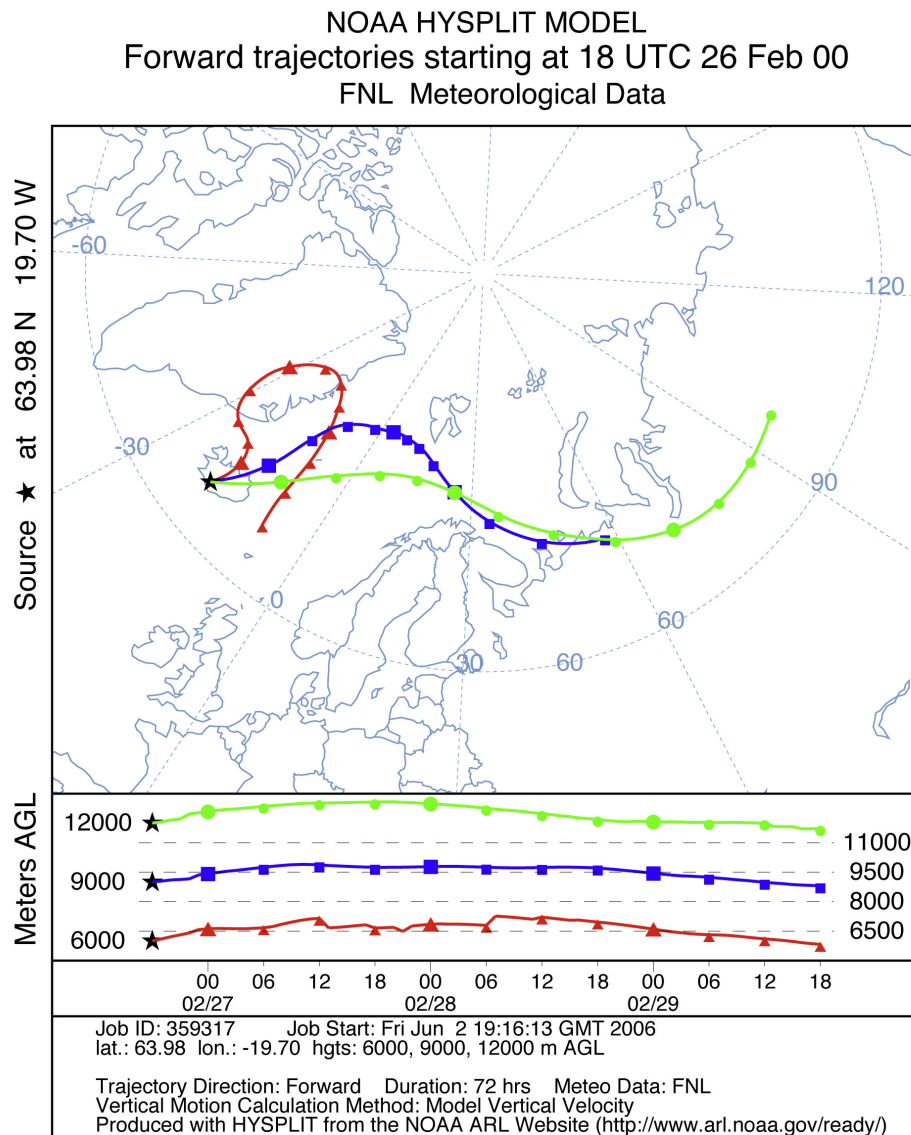 NOAA HYSPLIT MODEL
Forward trajectories starting at 18 UTC 26 Feb 00
FNL Meteorological Data
Source ★ at 63.98 N 19.70 W
-60
120
-30
90
0
60
30
60
Meters AGL
12000
11000
9000
9500
8000
6000
6500
00 06 12 18 00 06 12 18 00 06 12 18
02/27 02/28 02/29
Job ID: 359317 Job Start: Fri Jun 2 19:16:13 GMT 2006
lat.: 63.98 lon.: -19.70 hgts: 6000, 9000, 12000 m AGL
Trajectory Direction: Forward Duration: 72 hrs Meteo Data: FNL
Vertical Motion Calculation Method: Model Vertical Velocity
Produced with HYSPLIT from the NOAA ARL Website (http://www.arl.noaa.gov/ready/)